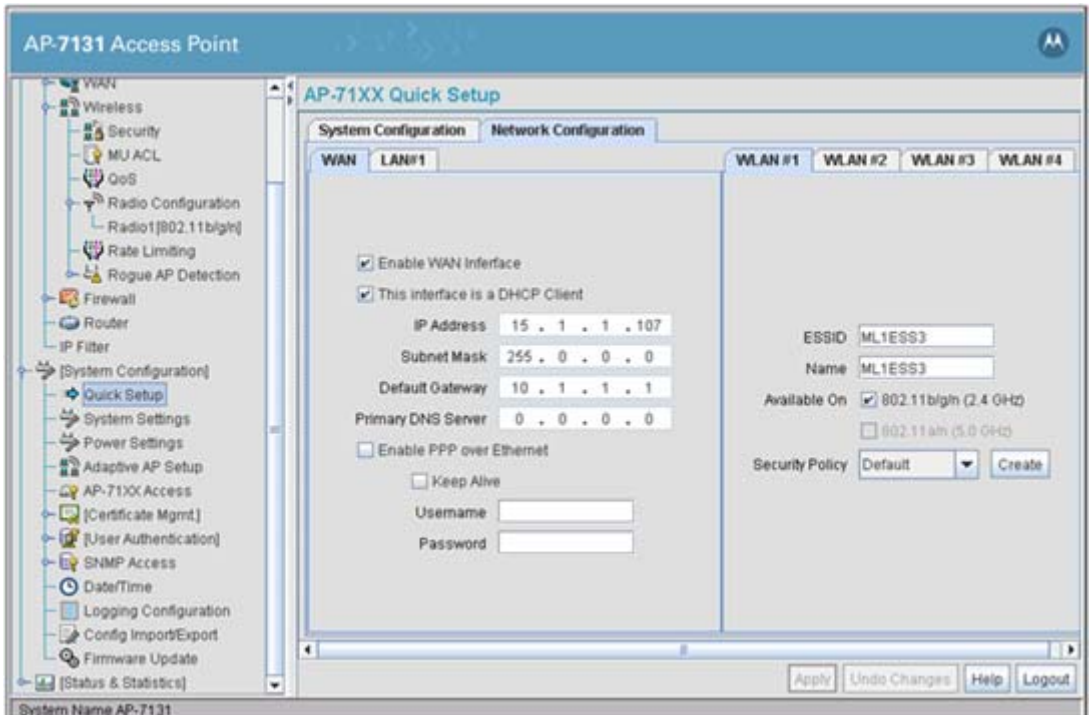 AP-7131 Access Point
WAN
Wireless
Security
MU ACL
QoS
Radio Configuration
Radio1[802.11b/g/n]
Rate Limiting
Rogue AP Detection
Firewall
Router
IP Filter
[System Configuration]
Quick Setup
System Settings
Power Settings
Adaptive AP Setup
AP-71XX Access
[Certificate Mgmt.]
[User Authentication]
SNMP Access
Date/Time
Logging Configuration
Config Import/Export
Firmware Update
[Status & Statistics]
AP-71XX Quick Setup
System Configuration Network Configuration
WAN LAN#1
Enable WAN Interface
This interface is a DHCP Client
IP Address 15 . 1 . 1 . 107
Subnet Mask 255 . 0 . 0 . 0
Default Gateway 10 . 1 . 1 . 1
Primary DNS Server 0 . 0 . 0 . 0
Enable PPP over Ethernet
Keep Alive
Username
Password
WLAN #1 WLAN #2 WLAN #3 WLAN #4
ESSID ML1ESS3
Name ML1ESS3
Available On 802.11b/g/n (2.4 GHz)
802.11a/n (5.0 GHz)
Security Policy Default Create
Apply Undo Changes Help Logout
System Name AP-7131